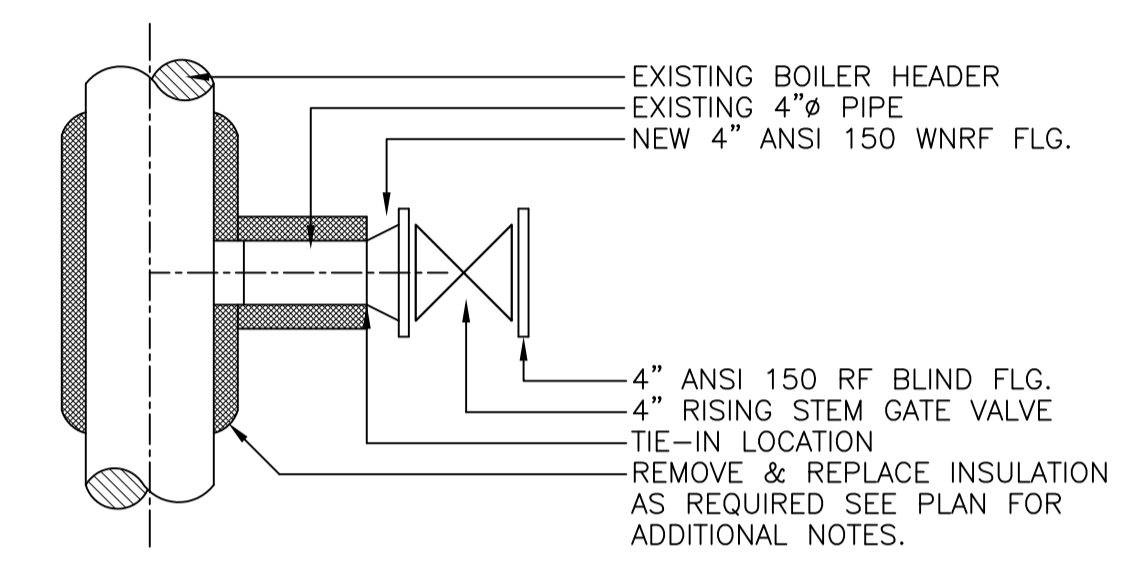 EXISTING BOILER HEADER
EXISTING 4”ø PIPE
NEW 4” ANSI 150 WNRF FLG.
4” ANSI 150 RF BLIND FLG.
4” RISING STEM GATE VALVE
TIE–IN LOCATION
REMOVE & REPLACE INSULATION
AS REQUIRED SEE PLAN FOR
ADDITIONAL NOTES.